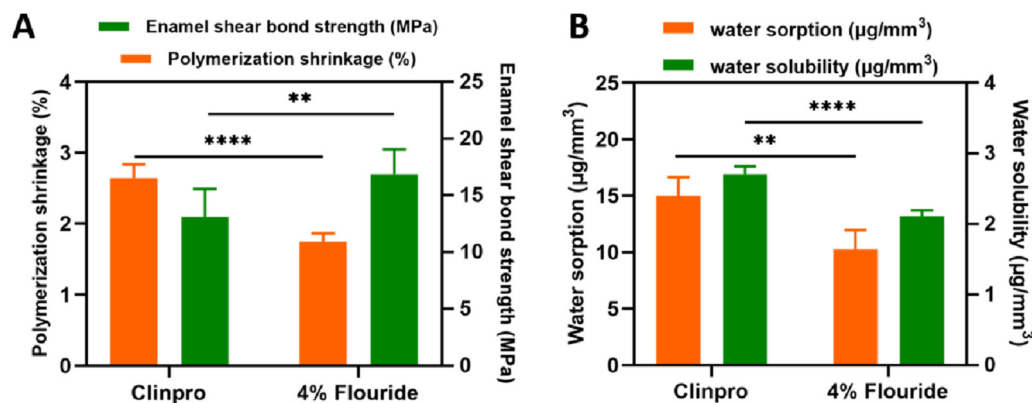 A
Enamel shear bond strength (MPa)
Polymerization shrinkage (%)
Polymerization shrinkage (%)
4
3
2
1
0
**
****
Clinpro
4% Flouride
25
20
15
10
5
0
Enamel shear bond strength (MPa)
B
water sorption (μg/mm³)
water solubility (μg/mm³)
Water sorption (μg/mm³)
25
20
15
10
5
0
****
**
Clinpro
4% Flouride
4
3
2
1
0
Water solubility (μg/mm³)